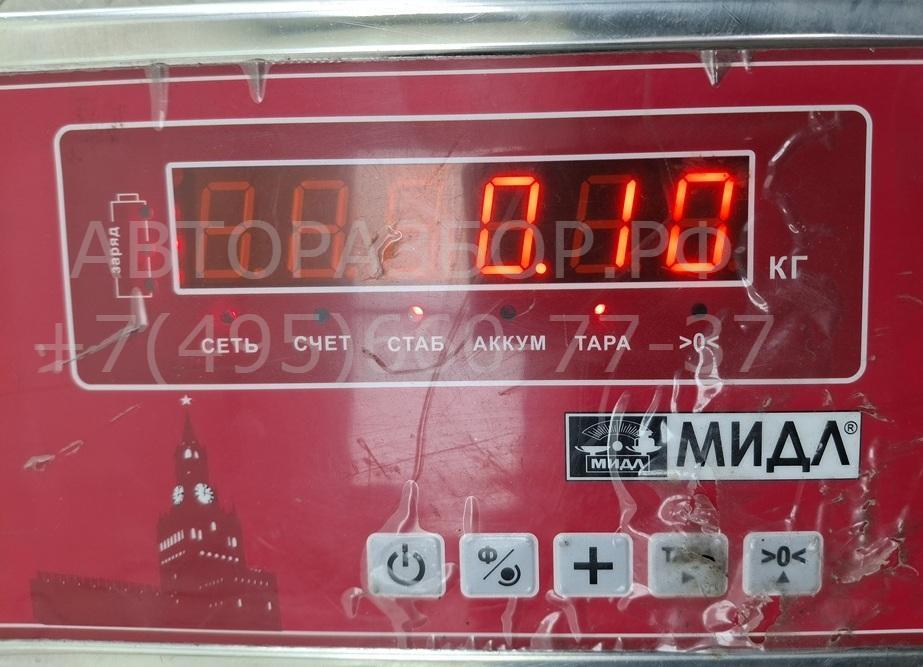 0.10
КГ
заряд
АВТОРАЗБОР.РФ
+7(495)660-77-37
СЕТЬ СЧЕТ СТАБ АККУМ ТАРА >0<
МИДЛ МИДЛ®
Ф + >0<